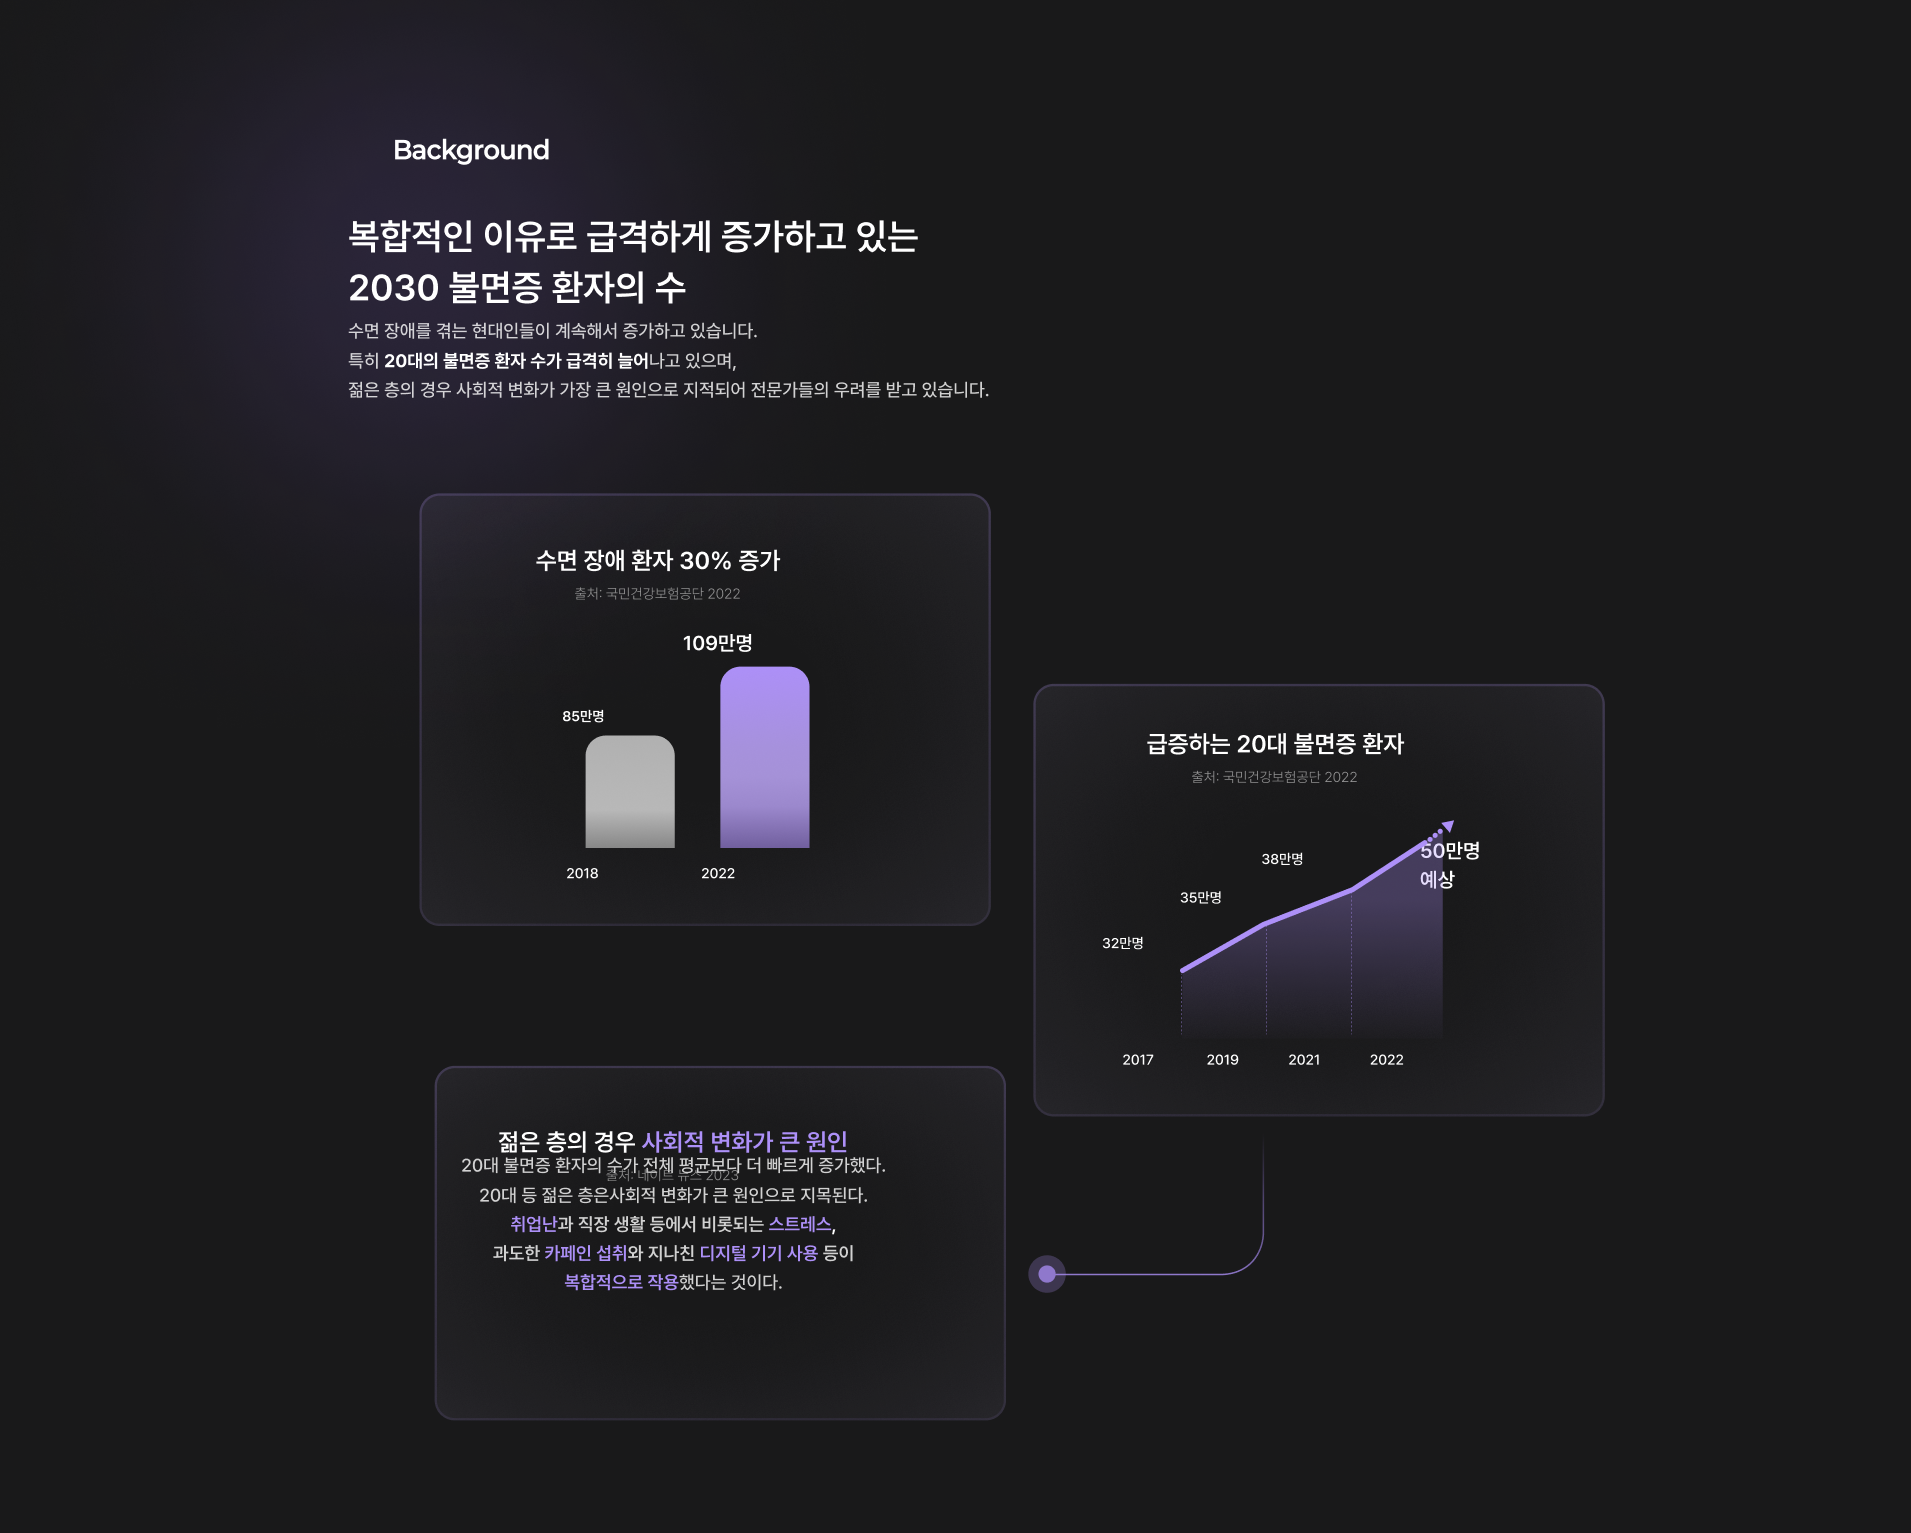 Background
복합적인 이유로 급격하게 증가하고 있는
2030 불면증 환자의 수
수면 장애를 겪는 현대인들이 계속해서 증가하고 있습니다.
특히 20대의 불면증 환자 수가 급격히 늘어나고 있으며,
젊은 층의 경우 사회적 변화가 가장 큰 원인으로 지적되어 전문가들의 우려를 받고 있습니다.
수면 장애 환자 30% 증가
출처: 국민건강보험공단 2022
109만명
85만명
2018
2022
급증하는 20대 불면증 환자
출처: 국민건강보험공단 2022
50만명
예상
38만명
35만명
32만명
2017
2019
2021
2022
젊은 층의 경우 사회적 변화가 큰 원인
출처: 네이트 뉴스 2023
20대 불면증 환자의 수가 전체 평균보다 더 빠르게 증가했다.
20대 등 젊은 층은사회적 변화가 큰 원인으로 지목된다.
취업난과 직장 생활 등에서 비롯되는 스트레스,
과도한 카페인 섭취와 지나친 디지털 기기 사용 등이
복합적으로 작용했다는 것이다.